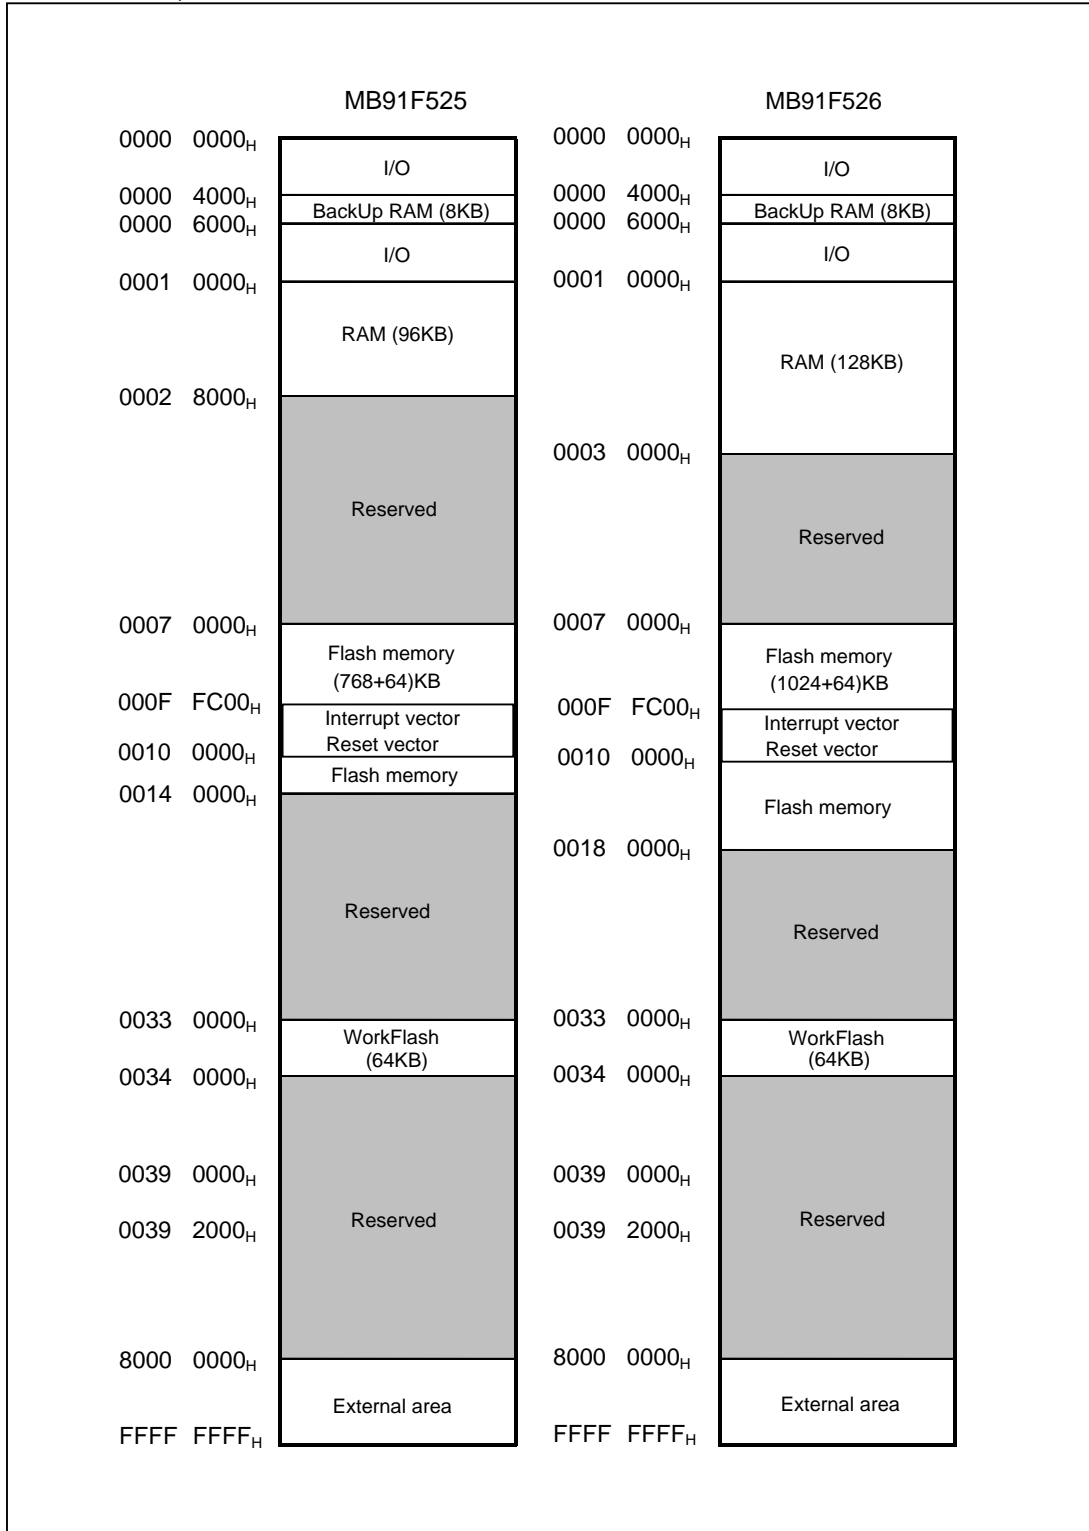 MB91F525
0000 0000H
I/O
0000 4000H
BackUp RAM (8KB)
0000 6000H
I/O
0001 0000H
RAM (96KB)
0002 8000H
Reserved
0007 0000H
Flash memory
(768+64)KB
000F FC00H
Interrupt vector
Reset vector
0010 0000H
Flash memory
0014 0000H
Reserved
0033 0000H
WorkFlash
(64KB)
0034 0000H
0039 0000H
Reserved
0039 2000H
8000 0000H
External area
FFFF FFFFH
MB91F526
0000 0000H
I/O
0000 4000H
BackUp RAM (8KB)
0000 6000H
I/O
0001 0000H
RAM (128KB)
0003 0000H
Reserved
0007 0000H
Flash memory
(1024+64)KB
000F FC00H
Interrupt vector
Reset vector
0010 0000H
Flash memory
0018 0000H
Reserved
0033 0000H
WorkFlash
(64KB)
0034 0000H
0039 0000H
Reserved
0039 2000H
8000 0000H
External area
FFFF FFFFH